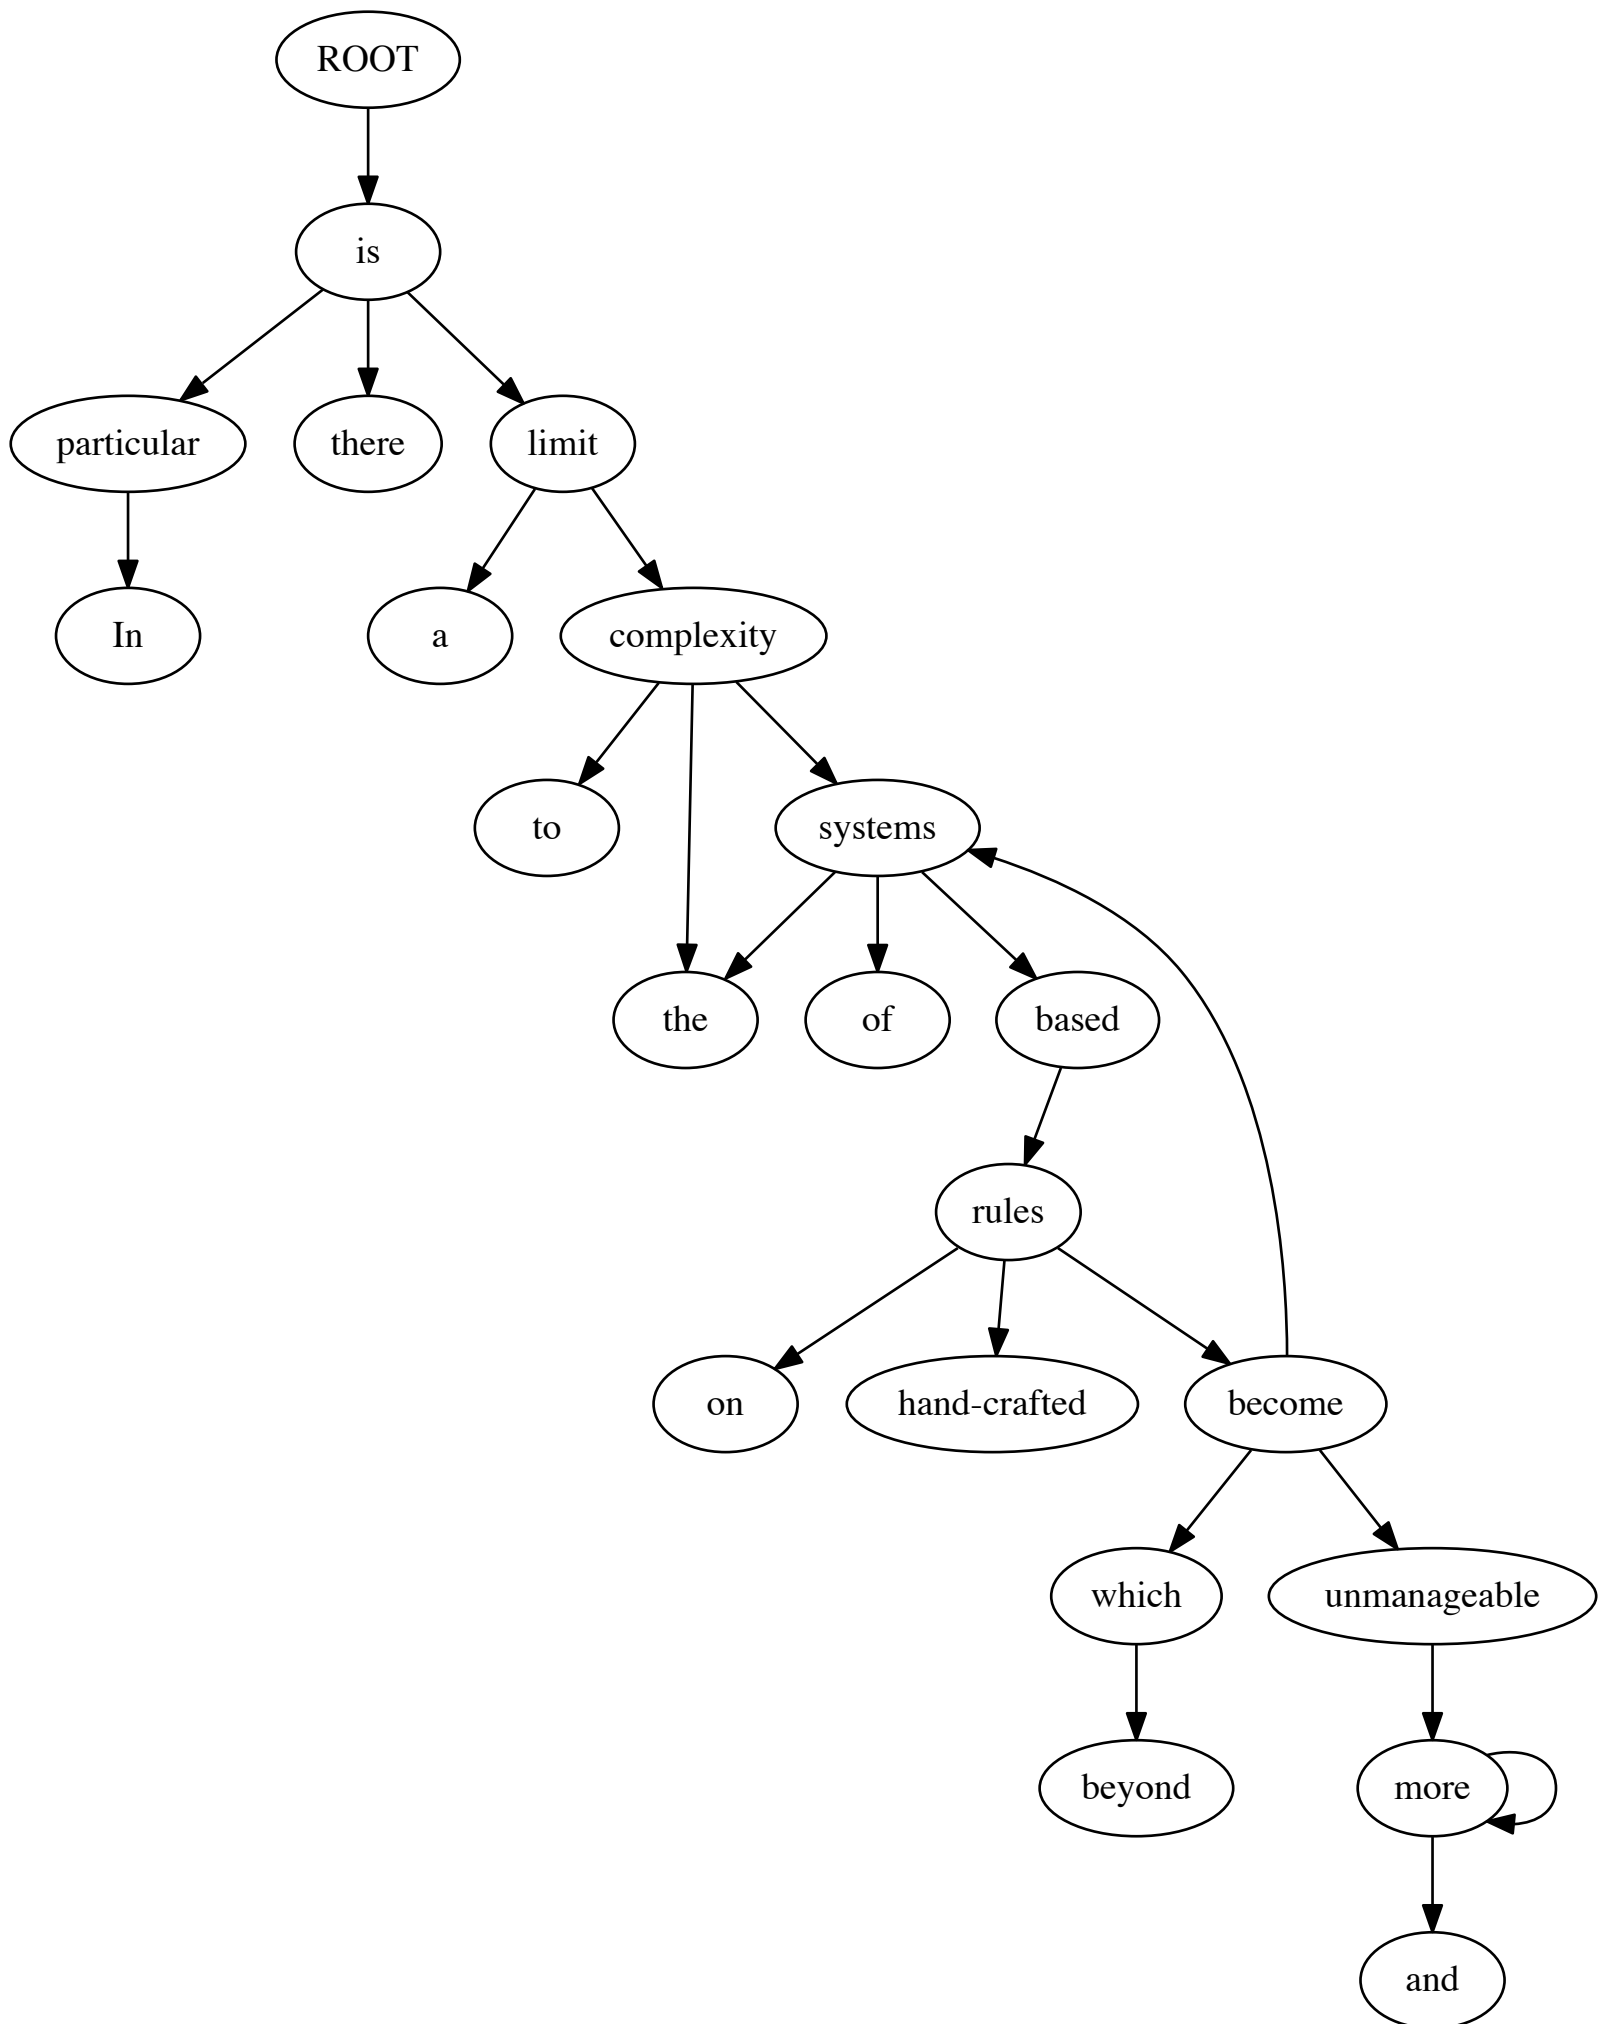 ROOT
is
particular there limit
In a complexity
to systems
the of based
rules
on hand-crafted become
which unmanageable
beyond more
and